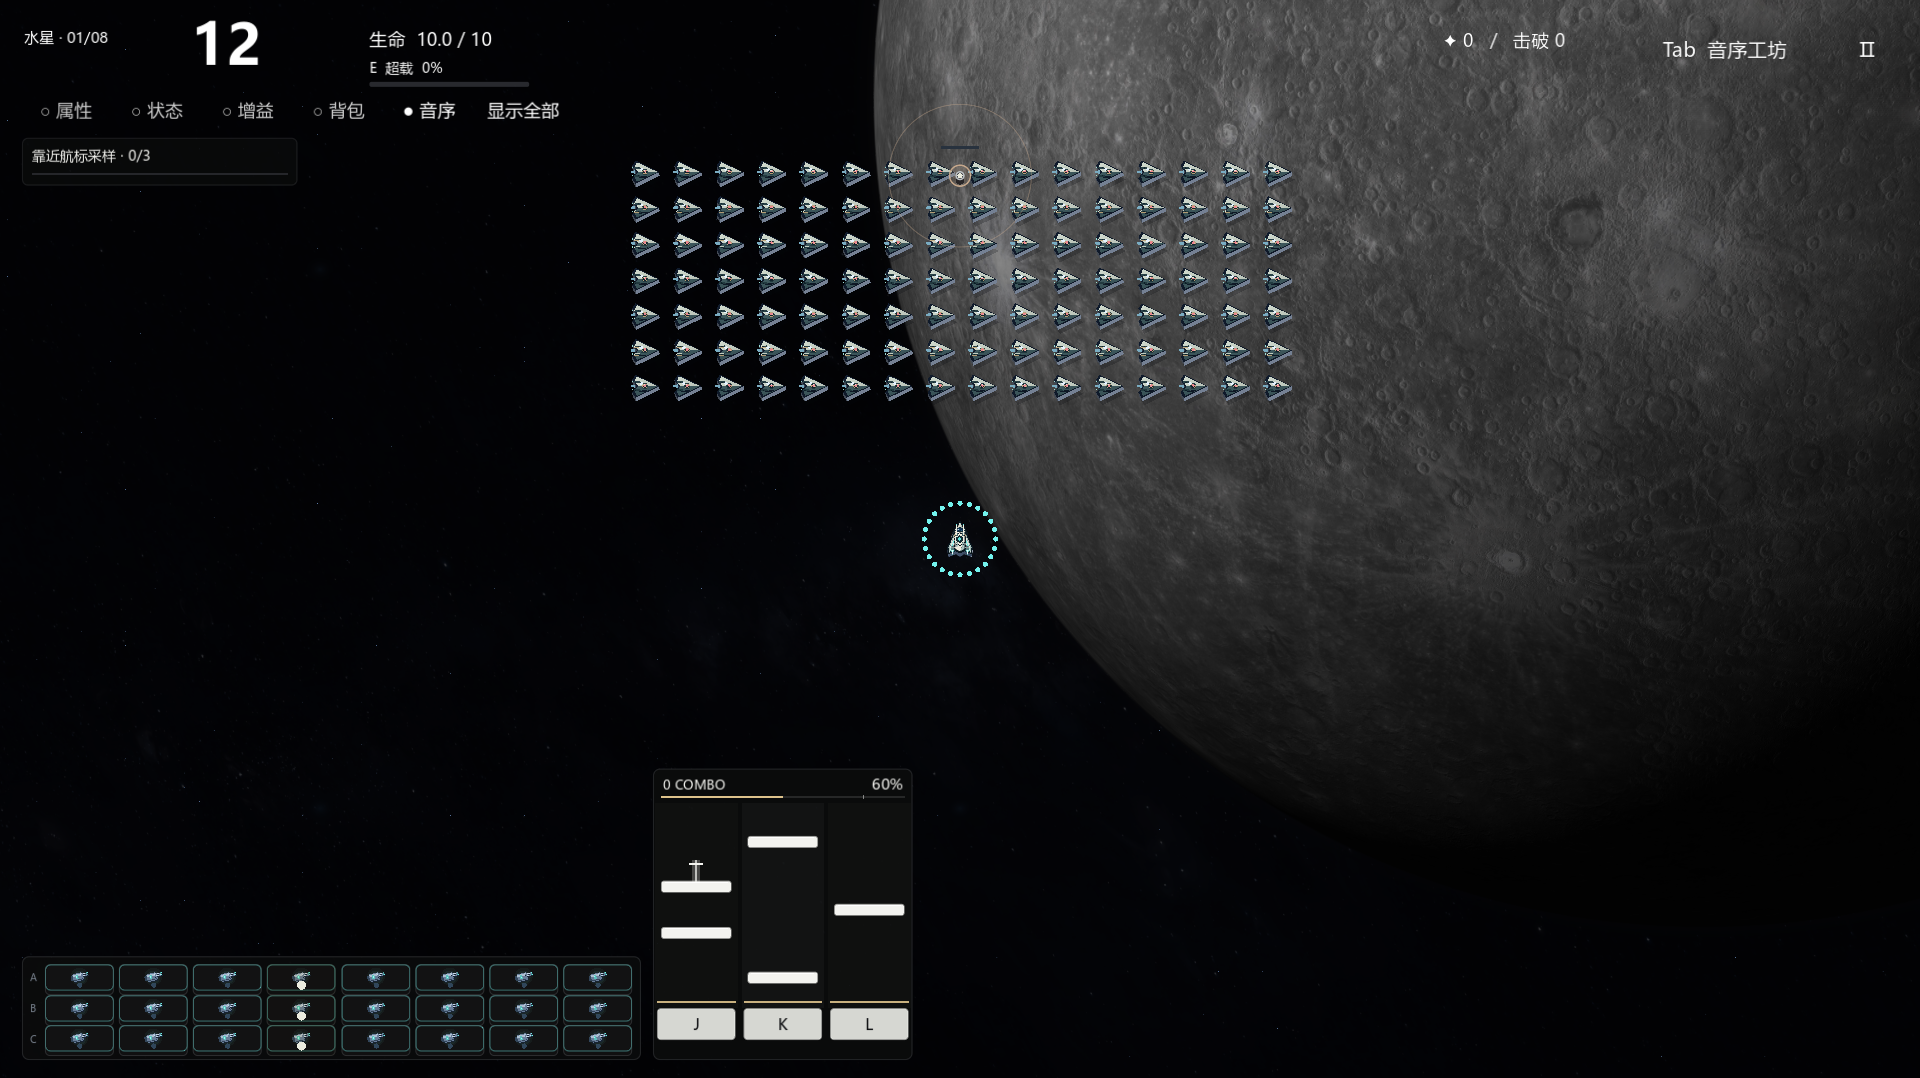 水星 · 01/08
12
生命 10.0 / 10
E 超载 0%
✦ 0 / 击破 0
Tab 音序工坊
II
○ 属性 ○ 状态 ○ 增益 ○ 背包 ● 音序 显示全部
靠近航标采样 · 0/3
0 COMBO 60%
A
B
C
J K L